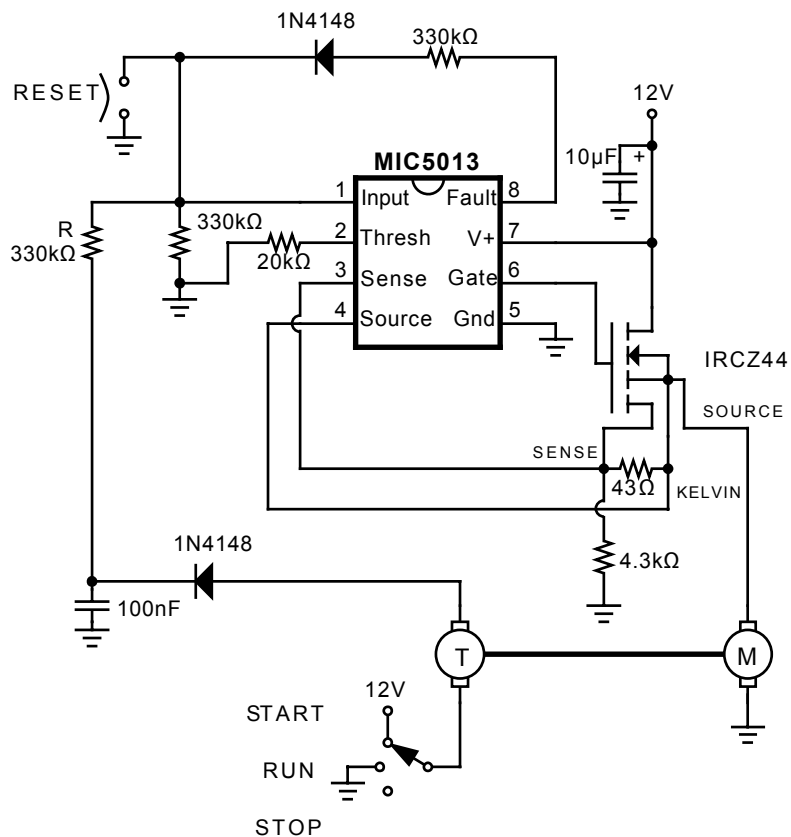 1N4148
330kΩ
RESET
12V
10µF +
MIC5013
1 Input Fault 8
R
330kΩ
330kΩ
2 Thresh V+ 7
20kΩ
3 Sense Gate 6
4 Source Gnd 5
IRCZ44
SOURCE
SENSE
43Ω
KELVIN
1N4148
4.3kΩ
100nF
T
M
12V
START
RUN
STOP